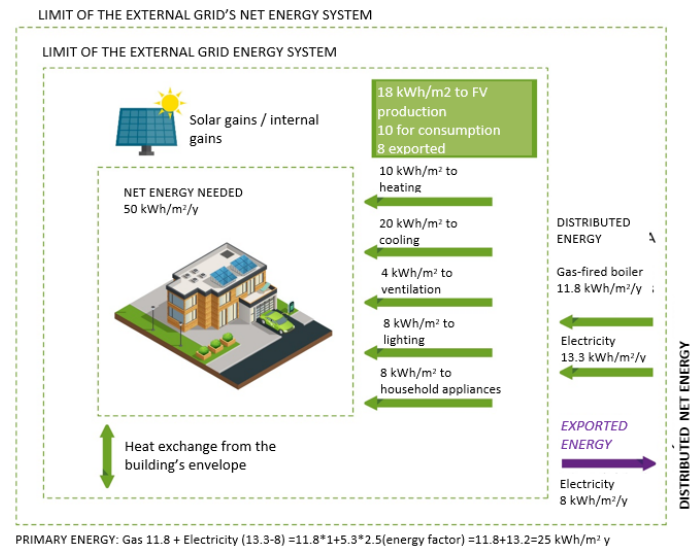 LIMIT OF THE EXTERNAL GRID'S NET ENERGY SYSTEM
LIMIT OF THE EXTERNAL GRID ENERGY SYSTEM
Solar gains / internal
gains
18 kWh/m2 to FV
production
10 for consumption
8 exported
NET ENERGY NEEDED
50 kWh/m²/y
10 kWh/m² to
heating
20 kWh/m² to
cooling
4 kWh/m² to
ventilation
8 kWh/m² to
lighting
8 kWh/m² to
household appliances
DISTRIBUTED
ENERGY
Gas-fired boiler
11.8 kWh/m²/y
Electricity
13.3 kWh/m²/y
EXPORTED
ENERGY
Electricity
8 kWh/m²/y
DISTRIBUTED NET ENERGY
Heat exchange from the
building's envelope
PRIMARY ENERGY: Gas 11.8 + Electricity (13.3-8) =11.8*1+5.3*2.5(energy factor) =11.8+13.2=25 kWh/m² y